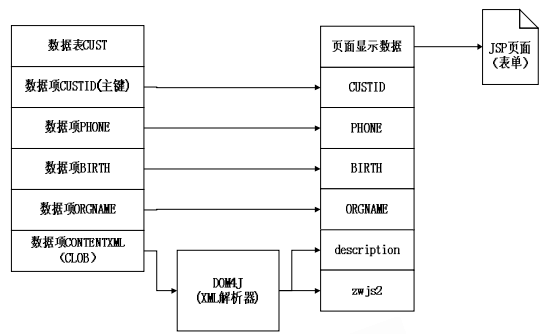 数据表CUST
数据项CUSTID(主键)
数据项PHONE
数据项BIRTH
数据项ORGNAME
数据项CONTENTXML
(CLOB)
DOM4J
(XML解析器)
页面显示数据
CUSTID
PHONE
BIRTH
ORGNAME
description
zwjs2
JSP页面
(表单)